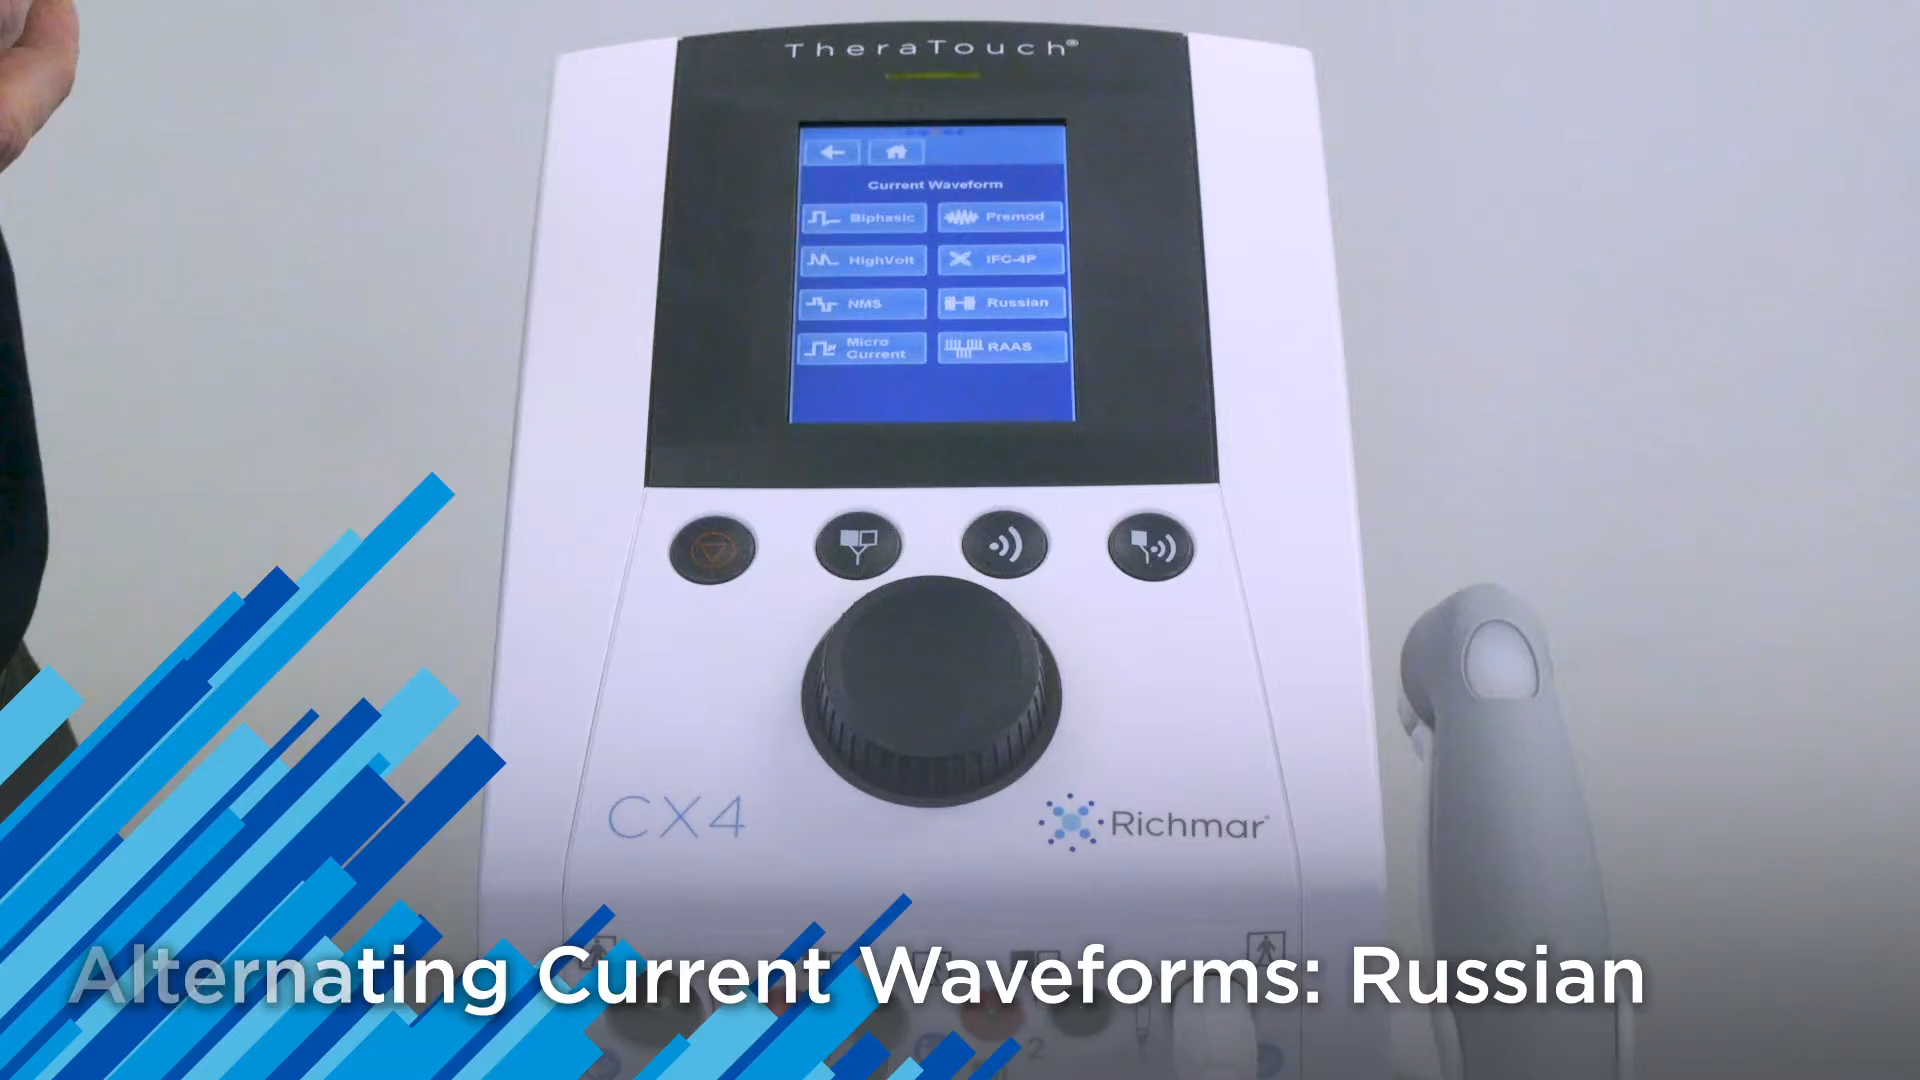 TheraTouch®
Current Waveform
Biphasic
Premod
HighVolt
IFC-4P
NMS
Russian
Micro
Current
RAAS
CX4
Richmar
Alternating Current Waveforms: Russian
2